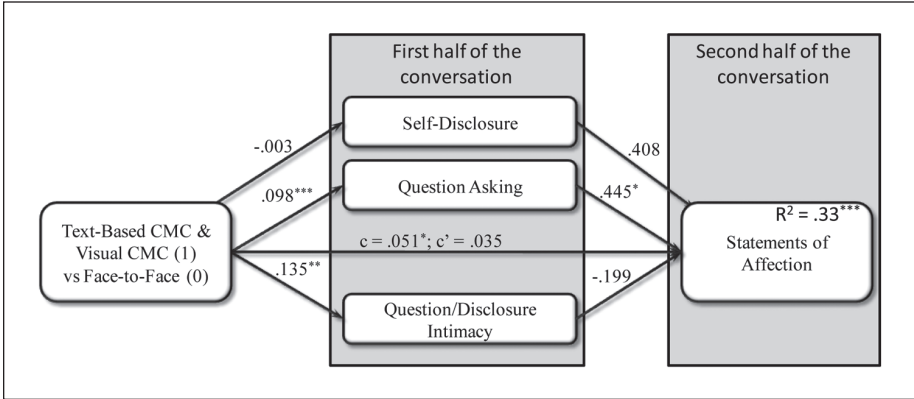 First half of the
conversation
Second half of the
conversation
Self-Disclosure
-.003
.408
.098***
Question Asking
.445*
R² = .33***
Text-Based CMC &
Visual CMC (1)
vs Face-to-Face (0)
c = .051*; c’ = .035
Statements of
Affection
.135**
-.199
Question/Disclosure
Intimacy